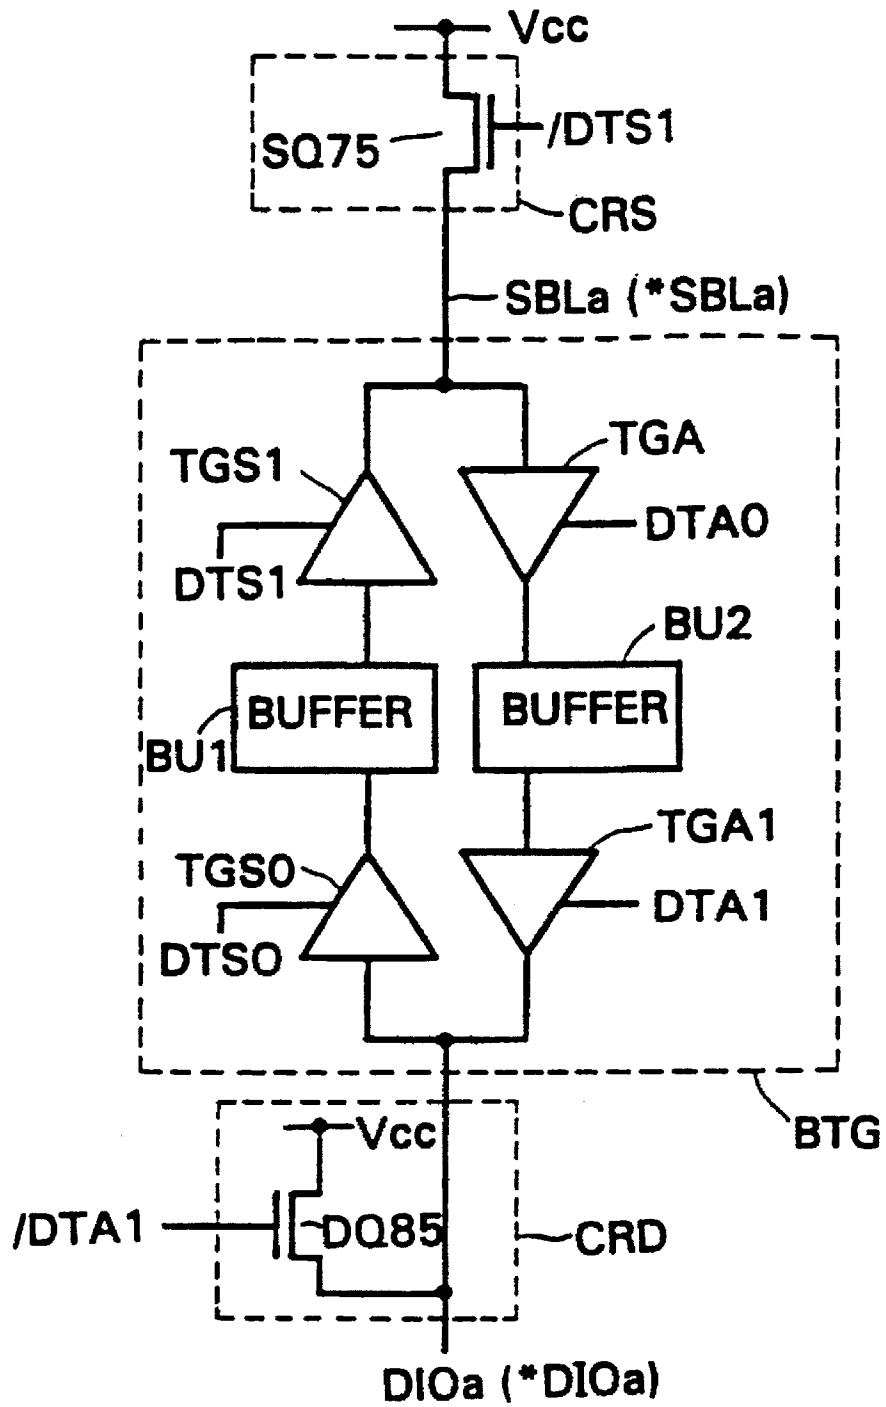 Vcc
SQ75
/DTS1
CRS
SBLa (*SBLa)
TGS1
TGA
DTS1
DTA0
BU2
BUFFER
BUFFER
BU1
TGA1
TGS0
DTA1
DTS0
BTG
Vcc
/DTA1
DQ85
CRD
DIOa (*DIOa)